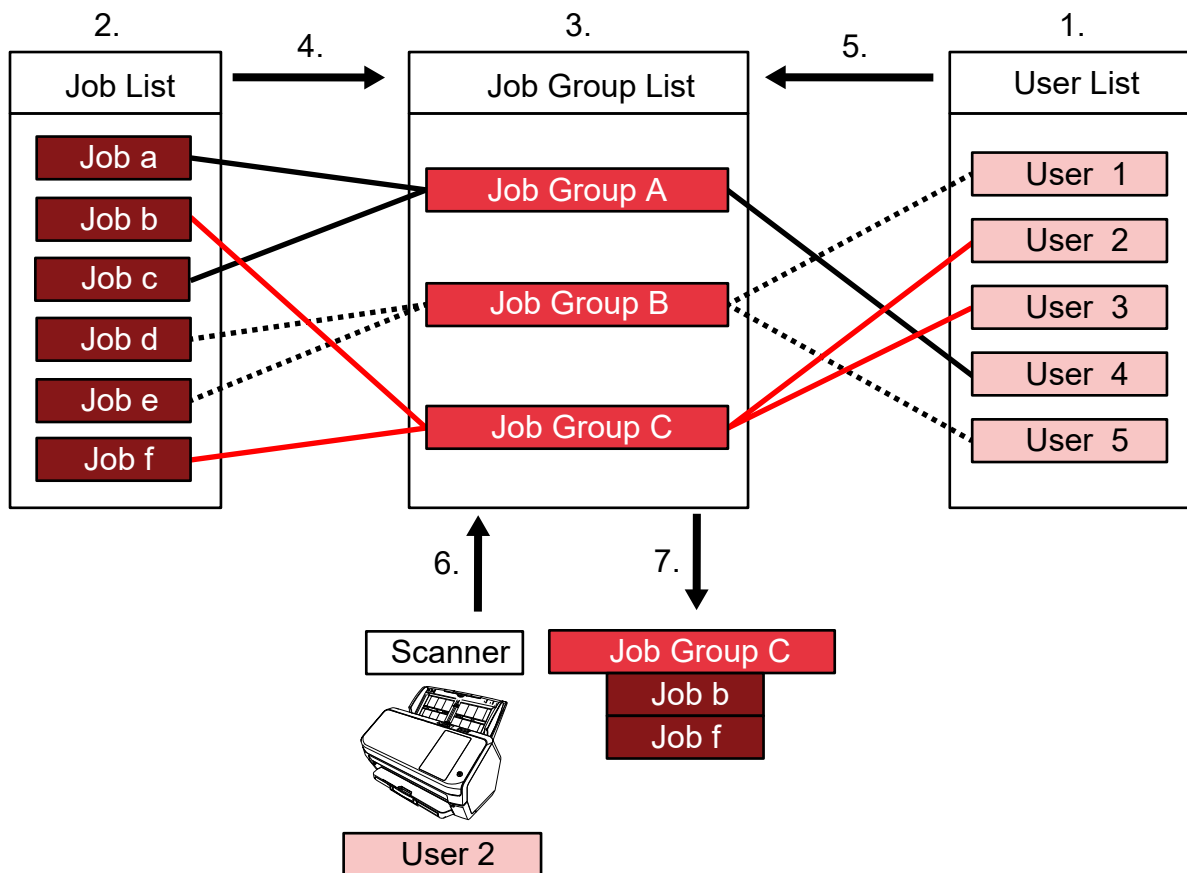 2.
4.
3.
5.
1.
Job List
Job Group List
User List
Job a
Job b
Job c
Job d
Job e
Job f
Job Group A
Job Group B
Job Group C
User 1
User 2
User 3
User 4
User 5
6.
7.
Scanner
Job Group C
Job b
Job f
User 2